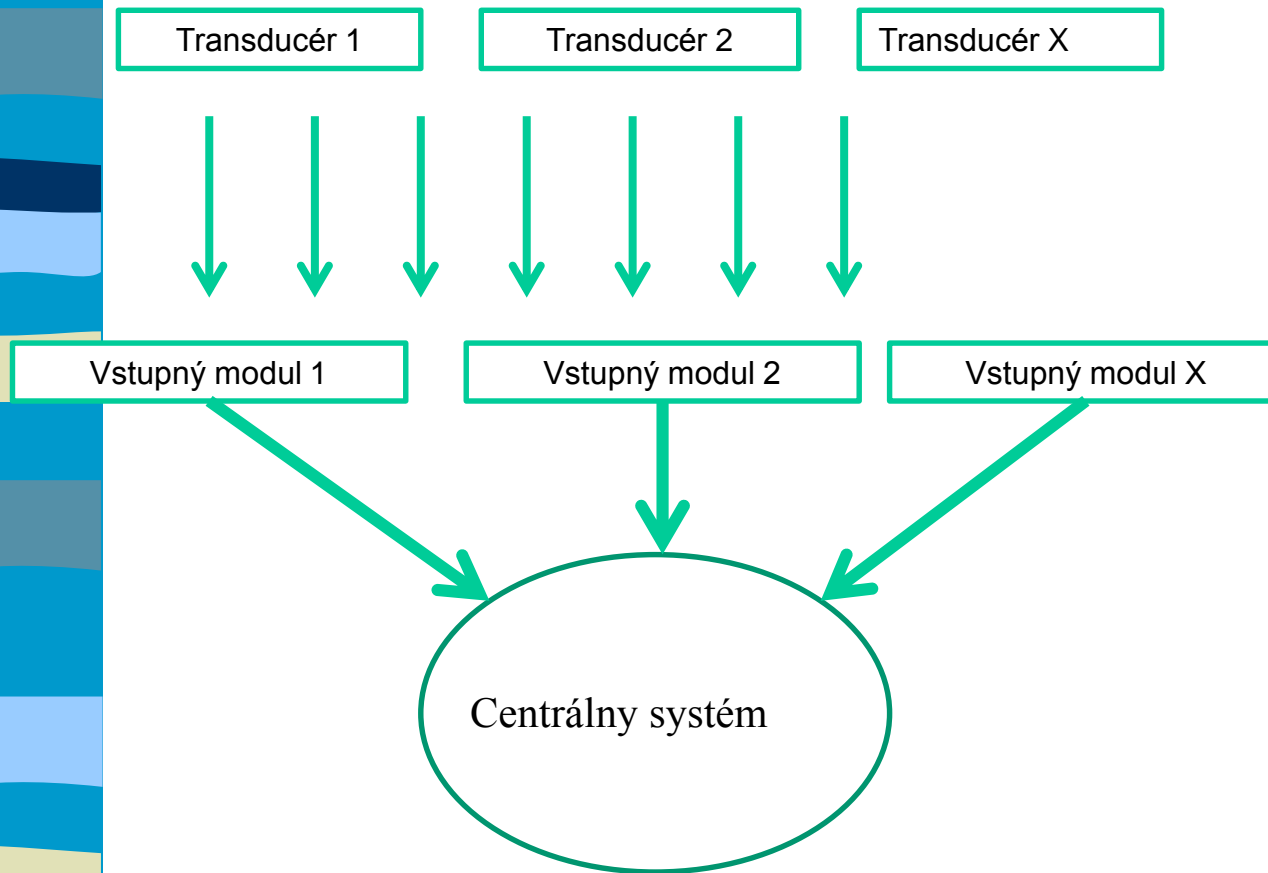 Transducér 1
Transducér 2
Transducér X
Vstupný modul 1
Vstupný modul 2
Vstupný modul X
Centrálny systém